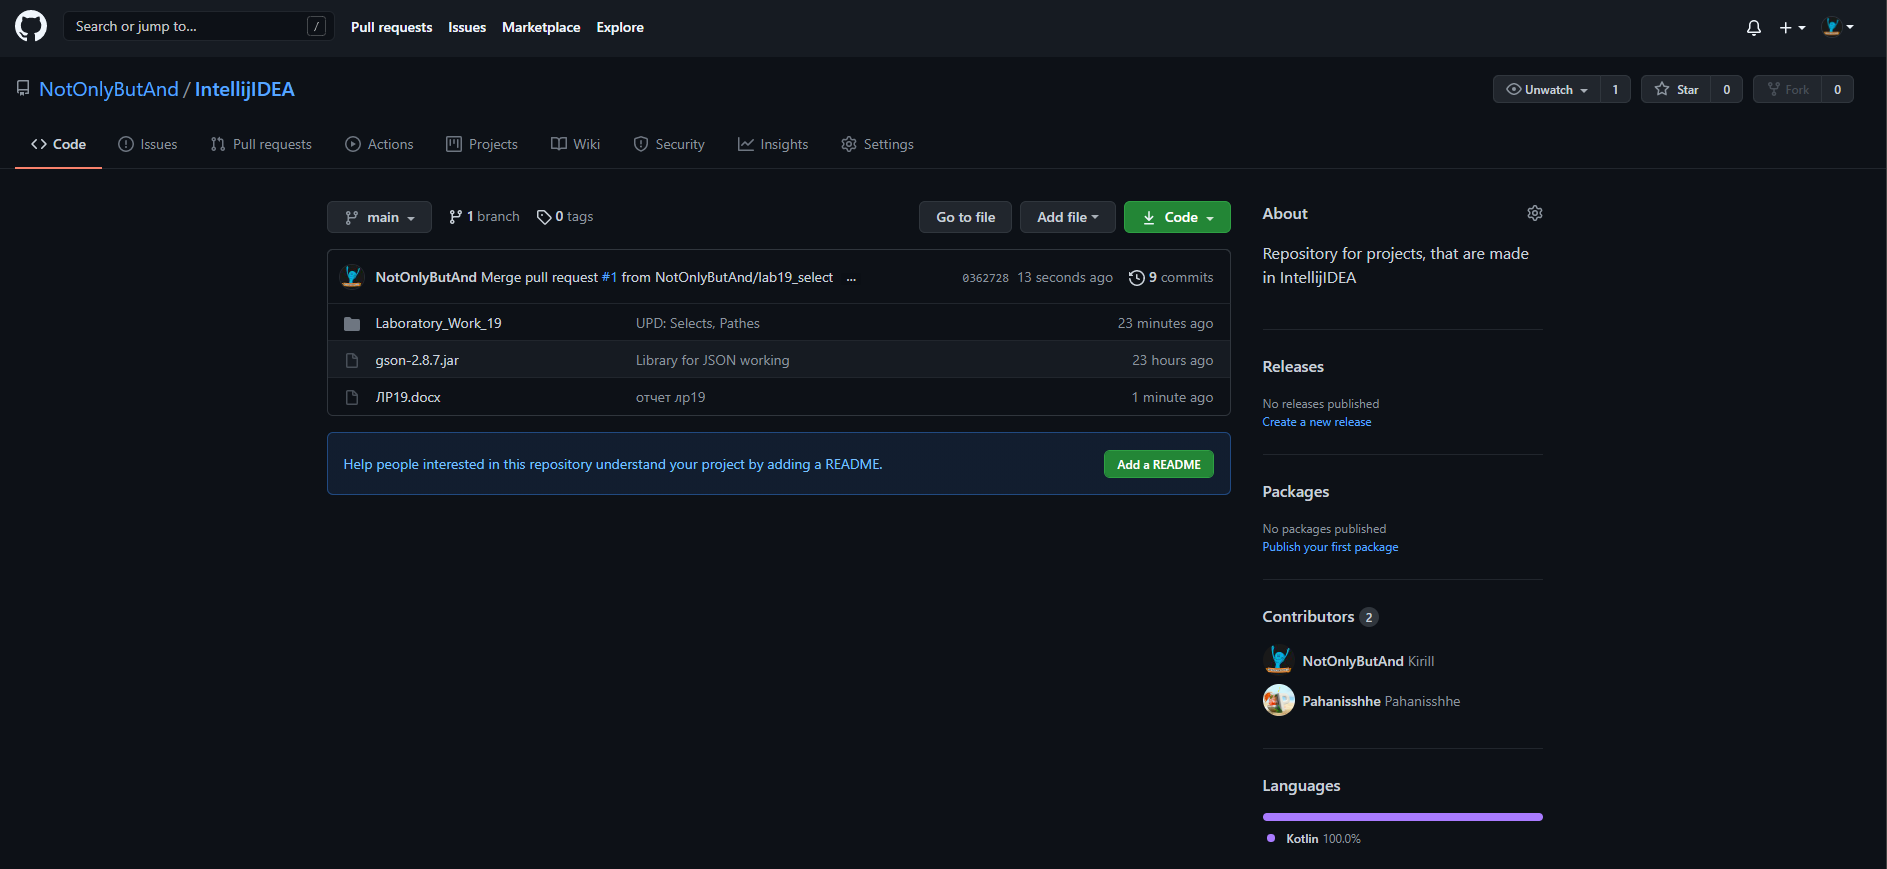 Search or jump to...
/
Pull requests
Issues
Marketplace
Explore
NotOnlyButAnd / IntellijIDEA
Unwatch 1
Star 0
Fork 0
Code
Issues
Pull requests
Actions
Projects
Wiki
Security
Insights
Settings
main
1 branch
0 tags
Go to file
Add file
Code
NotOnlyButAnd Merge pull request #1 from NotOnlyButAnd/lab19_select ...
0362728 13 seconds ago
9 commits
Laboratory_Work_19 UPD: Selects, Pathes 23 minutes ago
gson-2.8.7.jar Library for JSON working 23 hours ago
ЛР19.docx отчет лр19 1 minute ago
Help people interested in this repository understand your project by adding a README.
Add a README
About
Repository for projects, that are made
in IntellijIDEA
Releases
No releases published
Create a new release
Packages
No packages published
Publish your first package
Contributors 2
NotOnlyButAnd Kirill
Pahanisshhe Pahanisshhe
Languages
Kotlin 100.0%